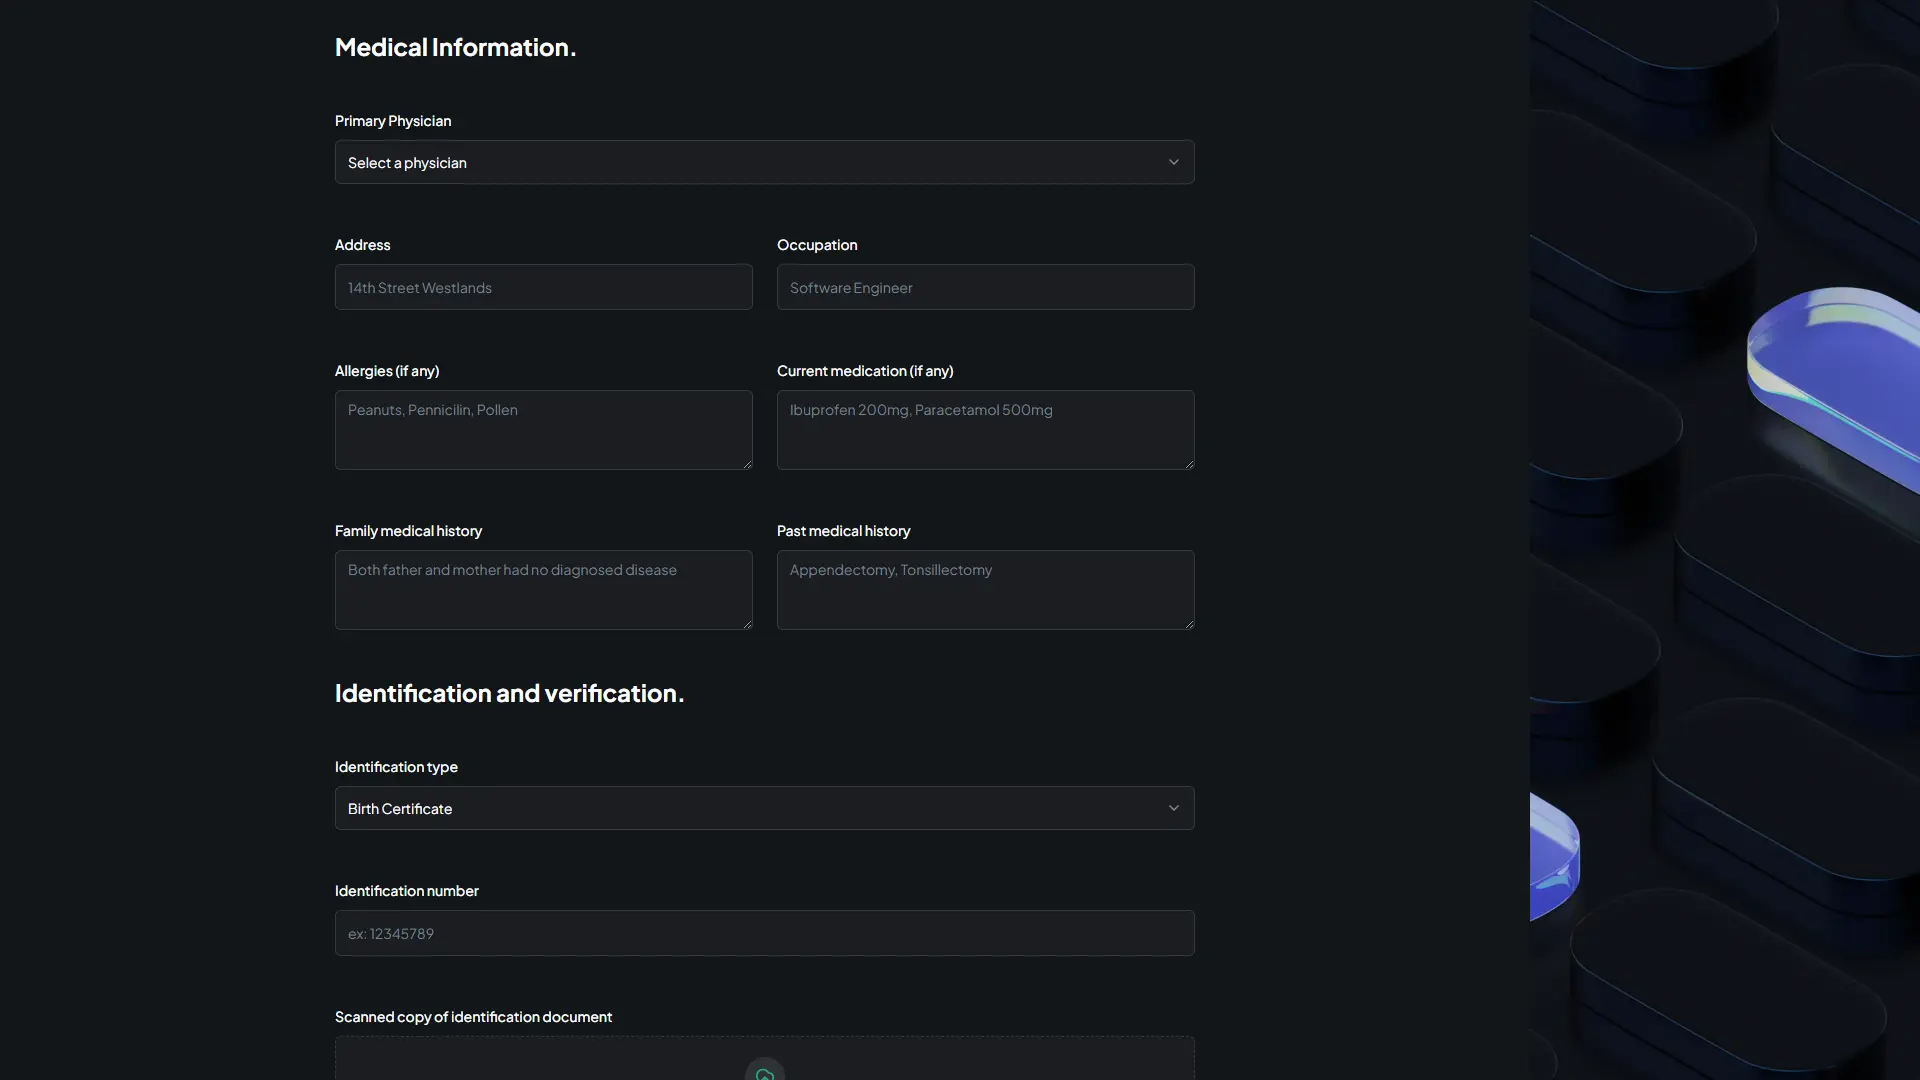 Medical Information.
Primary Physician
Select a physician
Address
Occupation
14th Street Westlands
Software Engineer
Allergies (if any)
Current medication (if any)
Peanuts, Pennicilin, Pollen
Ibuprofen 200mg, Paracetamol 500mg
Family medical history
Past medical history
Both father and mother had no diagnosed disease
Appendectomy, Tonsillectomy
Identification and verification.
Identification type
Birth Certificate
Identification number
ex: 12345789
Scanned copy of identification document